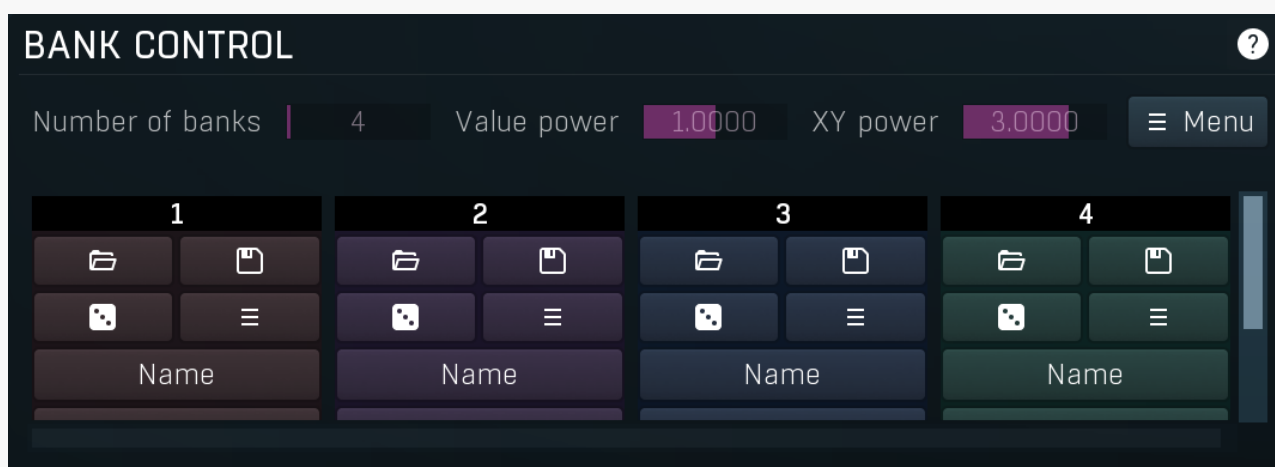 BANK CONTROL ?
Number of banks 4 Value power 1.0000 XY power 3.0000 Menu
1 2 3 4
Name Name Name Name